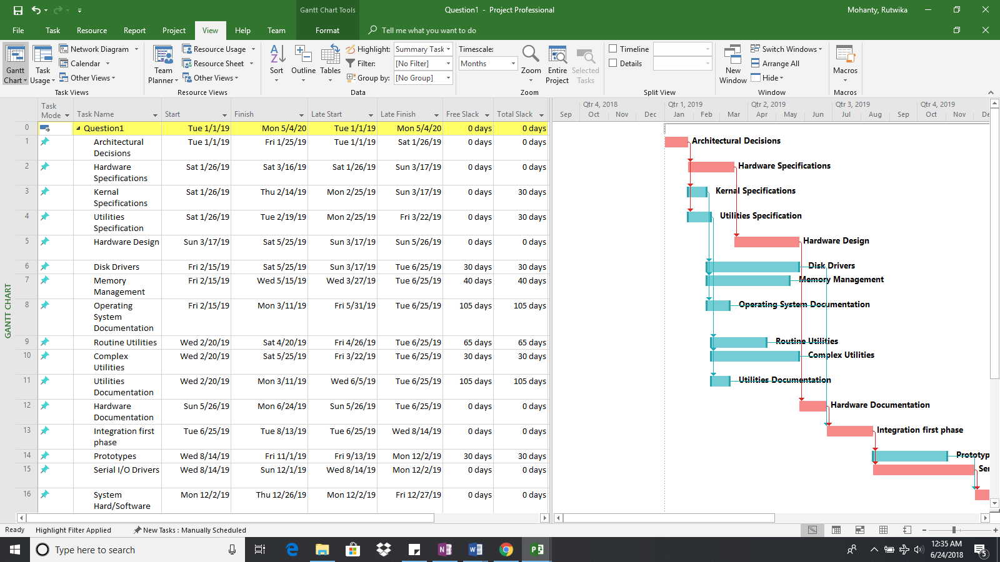 Gantt Chart Tools
Question1 - Project Professional
Mohanty, Rutwika
File Task Resource Report Project View Help Team Format Tell me what you want to do
Gantt Chart
Task Usage
Network Diagram
Calendar
Other Views
Task Views
Team Planner
Resource Usage
Resource Sheet
Other Views
Resource Views
Sort
Outline
Tables
Highlight: Summary Task
Filter: [No Filter]
Group by: [No Group]
Data
Timescale:
Months
Zoom
Entire Project
Selected Tasks
Zoom
Timeline
Details
Split View
New Window
Switch Windows
Arrange All
Hide
Window
Macros
Macros
GANTT CHART
Task Mode Task Name Start Finish Late Start Late Finish Free Slack Total Slack
0 Question1 Tue 1/1/19 Mon 5/4/20 Tue 1/1/19 Mon 5/4/20 0 days 0 days
1 Architectural Decisions Tue 1/1/19 Fri 1/25/19 Tue 1/1/19 Sat 1/26/19 0 days 0 days
2 Hardware Specifications Sat 1/26/19 Sat 3/16/19 Sat 1/26/19 Sun 3/17/19 0 days 0 days
3 Kernal Specifications Sat 1/26/19 Thu 2/14/19 Mon 2/25/19 Sun 3/17/19 0 days 30 days
4 Utilities Specification Sat 1/26/19 Tue 2/19/19 Mon 2/25/19 Fri 3/22/19 0 days 30 days
5 Hardware Design Sun 3/17/19 Sat 5/25/19 Sun 3/17/19 Sun 5/26/19 0 days 0 days
6 Disk Drivers Fri 2/15/19 Sat 5/25/19 Sun 3/17/19 Tue 6/25/19 30 days 30 days
7 Memory Management Fri 2/15/19 Wed 5/15/19 Wed 3/27/19 Tue 6/25/19 40 days 40 days
8 Operating System Documentation Fri 2/15/19 Mon 3/11/19 Fri 5/31/19 Tue 6/25/19 105 days 105 days
9 Routine Utilities Wed 2/20/19 Sat 4/20/19 Fri 4/26/19 Tue 6/25/19 65 days 65 days
10 Complex Utilities Wed 2/20/19 Sat 5/25/19 Fri 3/22/19 Tue 6/25/19 30 days 30 days
11 Utilities Documentation Wed 2/20/19 Mon 3/11/19 Wed 6/5/19 Tue 6/25/19 105 days 105 days
12 Hardware Documentation Sun 5/26/19 Mon 6/24/19 Sun 5/26/19 Tue 6/25/19 0 days 0 days
13 Integration first phase Tue 6/25/19 Tue 8/13/19 Tue 6/25/19 Wed 8/14/19 0 days 0 days
14 Prototypes Wed 8/14/19 Fri 11/1/19 Fri 9/13/19 Mon 12/2/19 30 days 30 days
15 Serial I/O Drivers Wed 8/14/19 Sun 12/1/19 Wed 8/14/19 Mon 12/2/19 0 days 0 days
16 System Hard/Software Mon 12/2/19 Thu 12/26/19 Mon 12/2/19 Fri 12/27/19 0 days 0 days
Qtr 4, 2018 Qtr 1, 2019 Qtr 2, 2019 Qtr 3, 2019 Qtr 4, 2019
Sep Oct Nov Dec Jan Feb Mar Apr May Jun Jul Aug Sep Oct Nov De
Architectural Decisions
Hardware Specifications
Kernal Specifications
Utilities Specification
Hardware Design
Disk Drivers
Memory Management
Operating System Documentation
Routine Utilities
Complex Utilities
Utilities Documentation
Hardware Documentation
Integration first phase
Prototyp
Ser
Ready Highlight Filter Applied New Tasks : Manually Scheduled
Type here to search
12:35 AM
6/24/2018
5